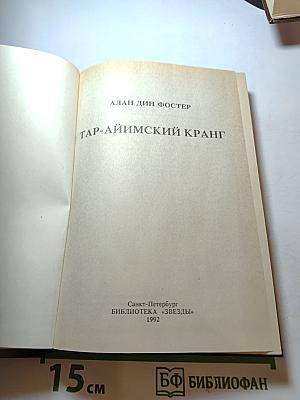 АЛАН ДИН ФОСТЕР
ТАР-АЙИМСКИЙ КРАНГ
Санкт-Петербург
БИБЛИОТЕКА «ЗВЕЗДЫ»
1992
15 см
БФ БИБЛИОФАН